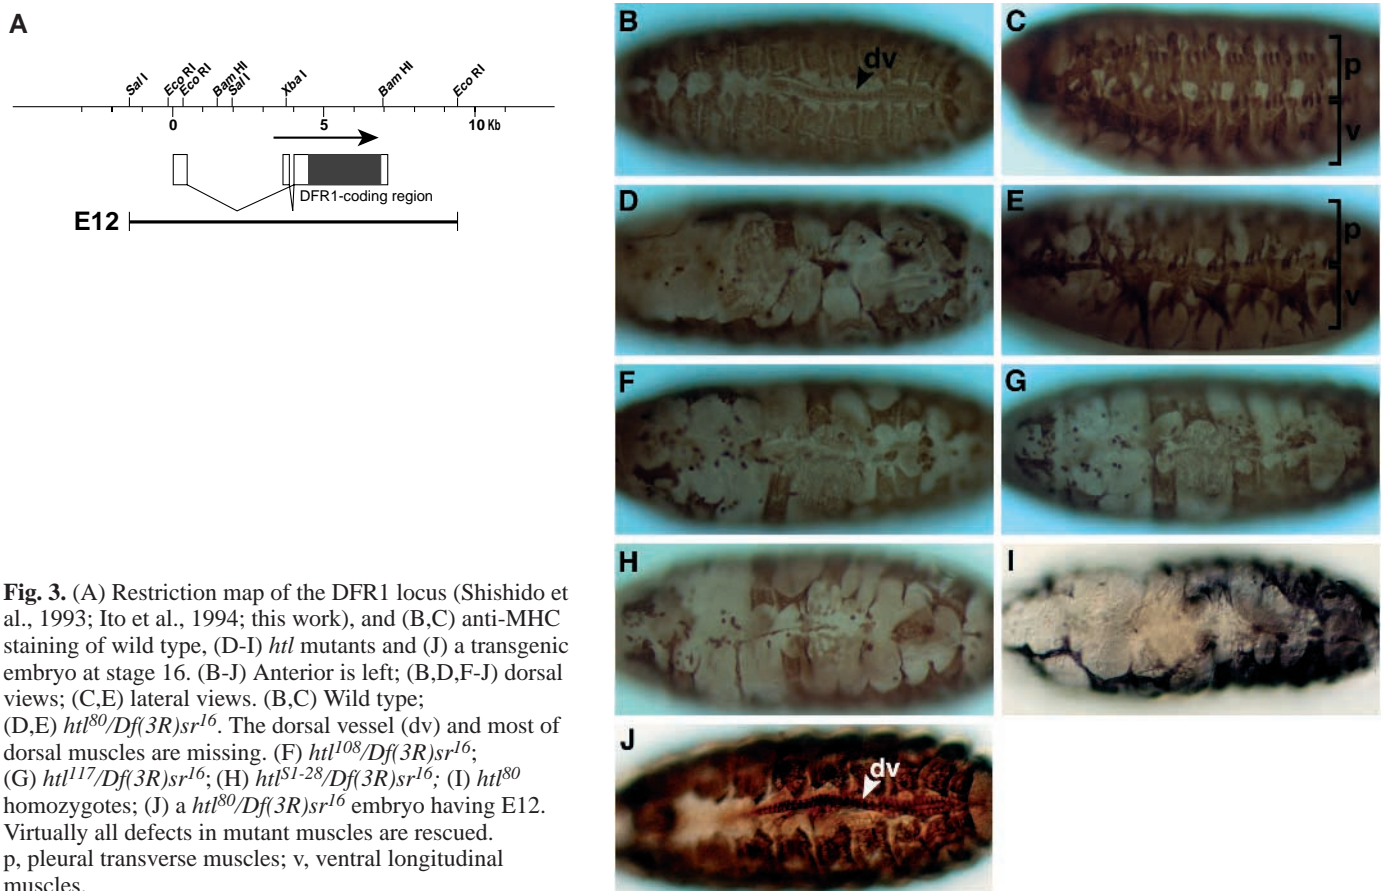 A
Sal I
Eco RI
Eco RI
Bam HI
Sal I
Xba I
Bam HI
Eco RI
0
5
10 Kb
DFR1-coding region
E12
B
dv
C
p
v
D
E
p
v
F
G
H
I
J
dv
Fig. 3. (A) Restriction map of the DFR1 locus (Shishido et
al., 1993; Ito et al., 1994; this work), and (B,C) anti-MHC
staining of wild type, (D-I) htl mutants and (J) a transgenic
embryo at stage 16. (B-J) Anterior is left; (B,D,F-J) dorsal
views; (C,E) lateral views. (B,C) Wild type;
(D,E) htl80/Df(3R)sr16. The dorsal vessel (dv) and most of
dorsal muscles are missing. (F) htl108/Df(3R)sr16;
(G) htl117/Df(3R)sr16; (H) htlS1-28/Df(3R)sr16; (I) htl80
homozygotes; (J) a htl80/Df(3R)sr16 embryo having E12.
Virtually all defects in mutant muscles are rescued.
p, pleural transverse muscles; v, ventral longitudinal
muscles.